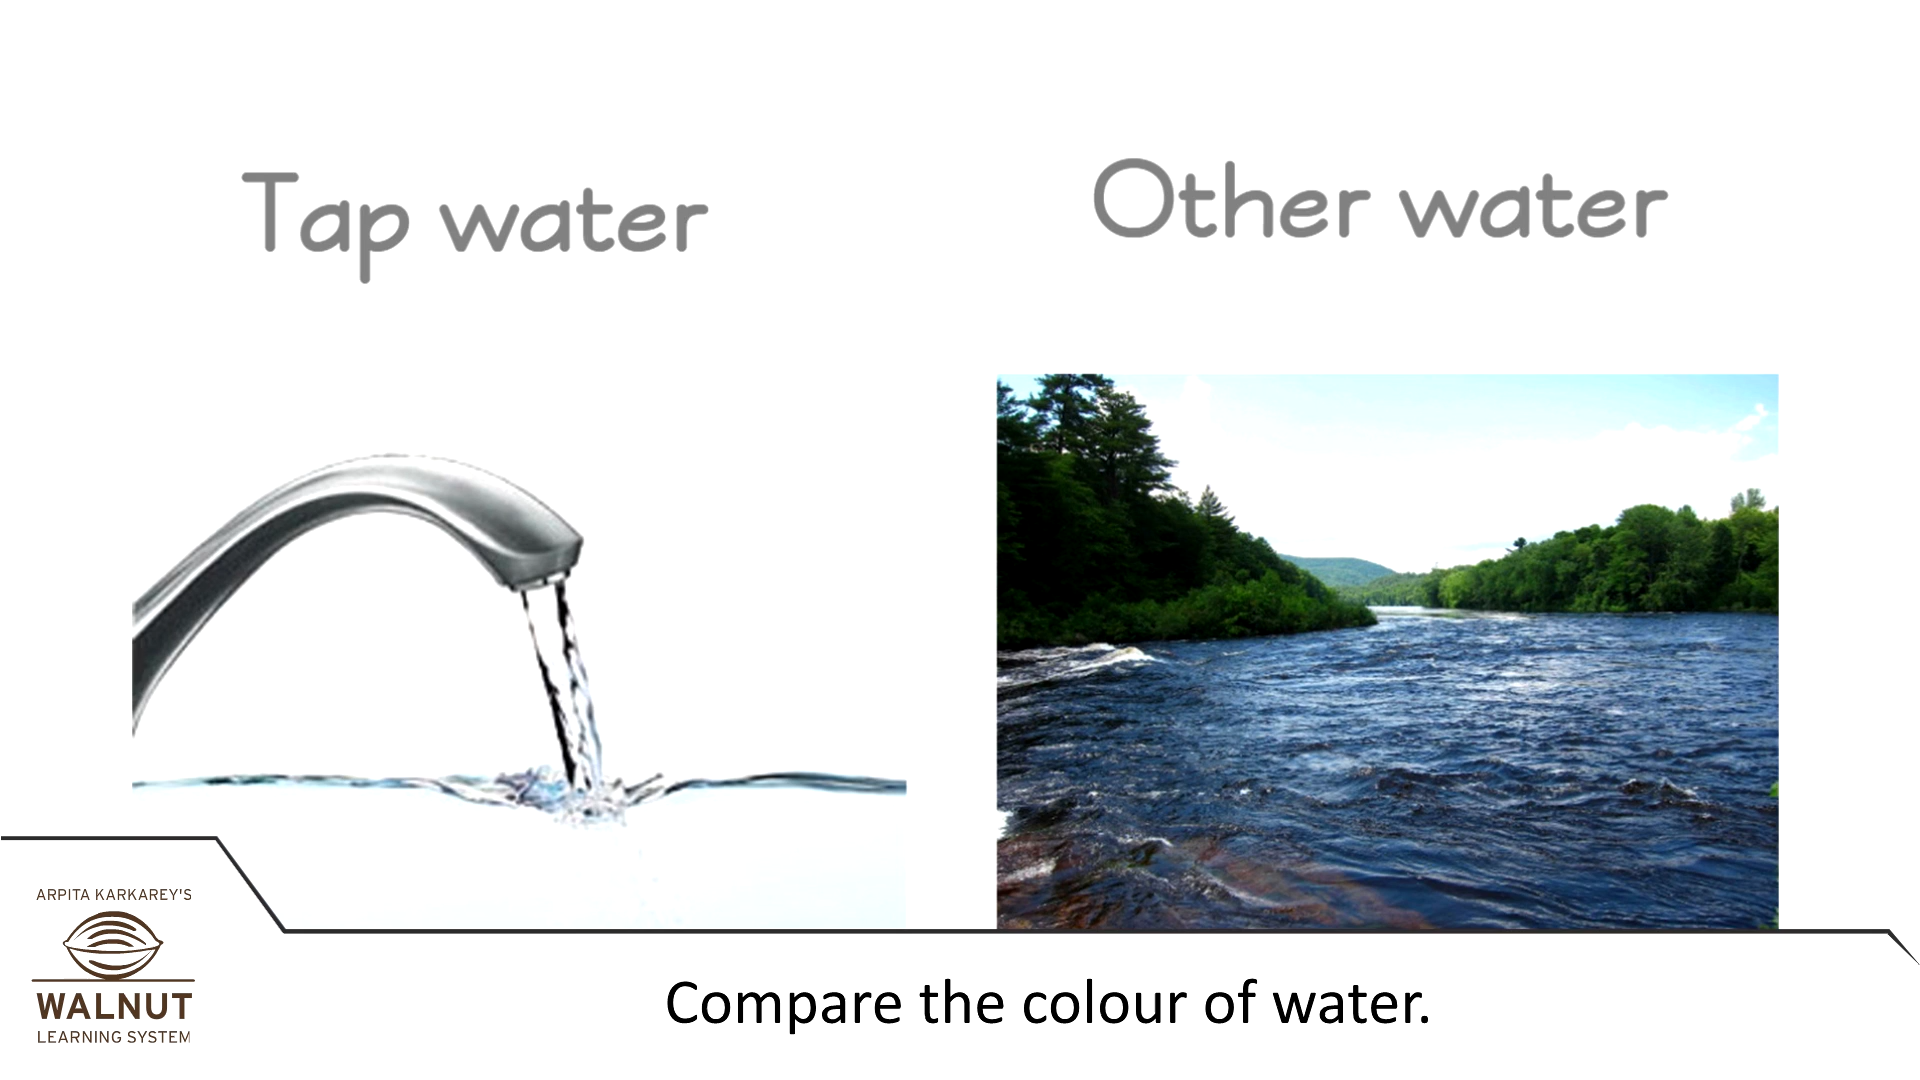 Tap water
Other water
ARPITA KARKAREY'S
WALNUT
LEARNING SYSTEM
Compare the colour of water.